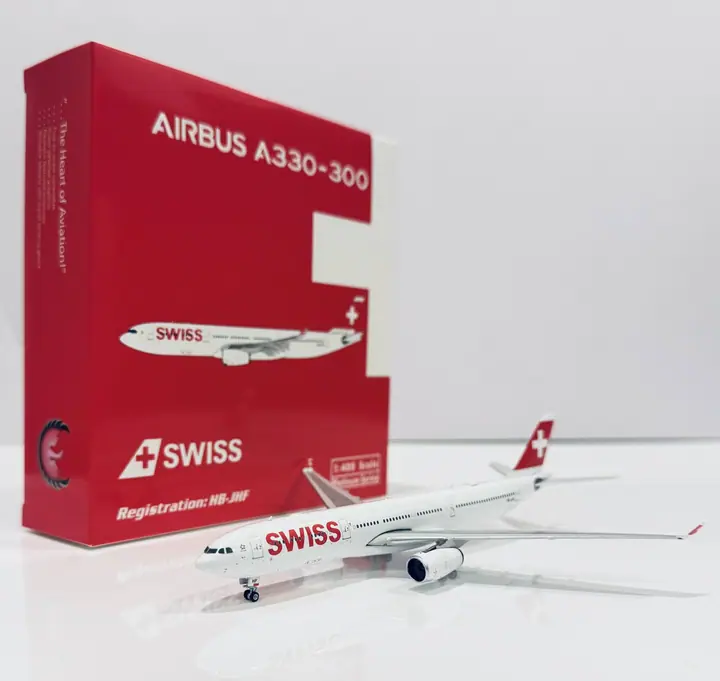 "...The Heart of Aviation!"
AIRBUS A330-300
SWISS
SWISS
Registration: HB-JHF
1:400 Scale
SWISS